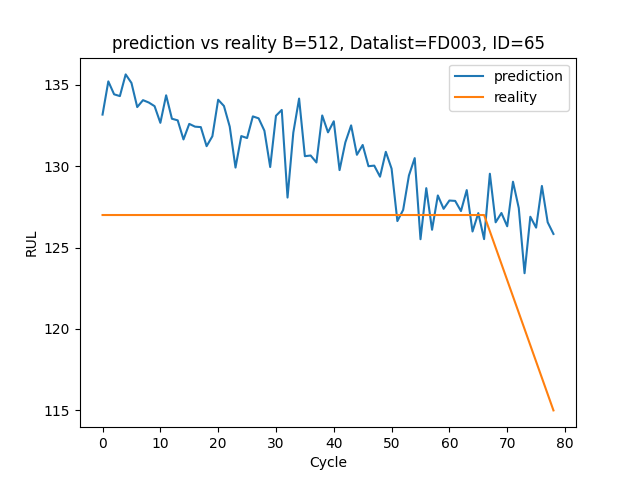 prediction vs reality B=512, Datalist=FD003, ID=65
prediction
reality
RUL
135
130
125
120
115
0 10 20 30 40 50 60 70 80
Cycle